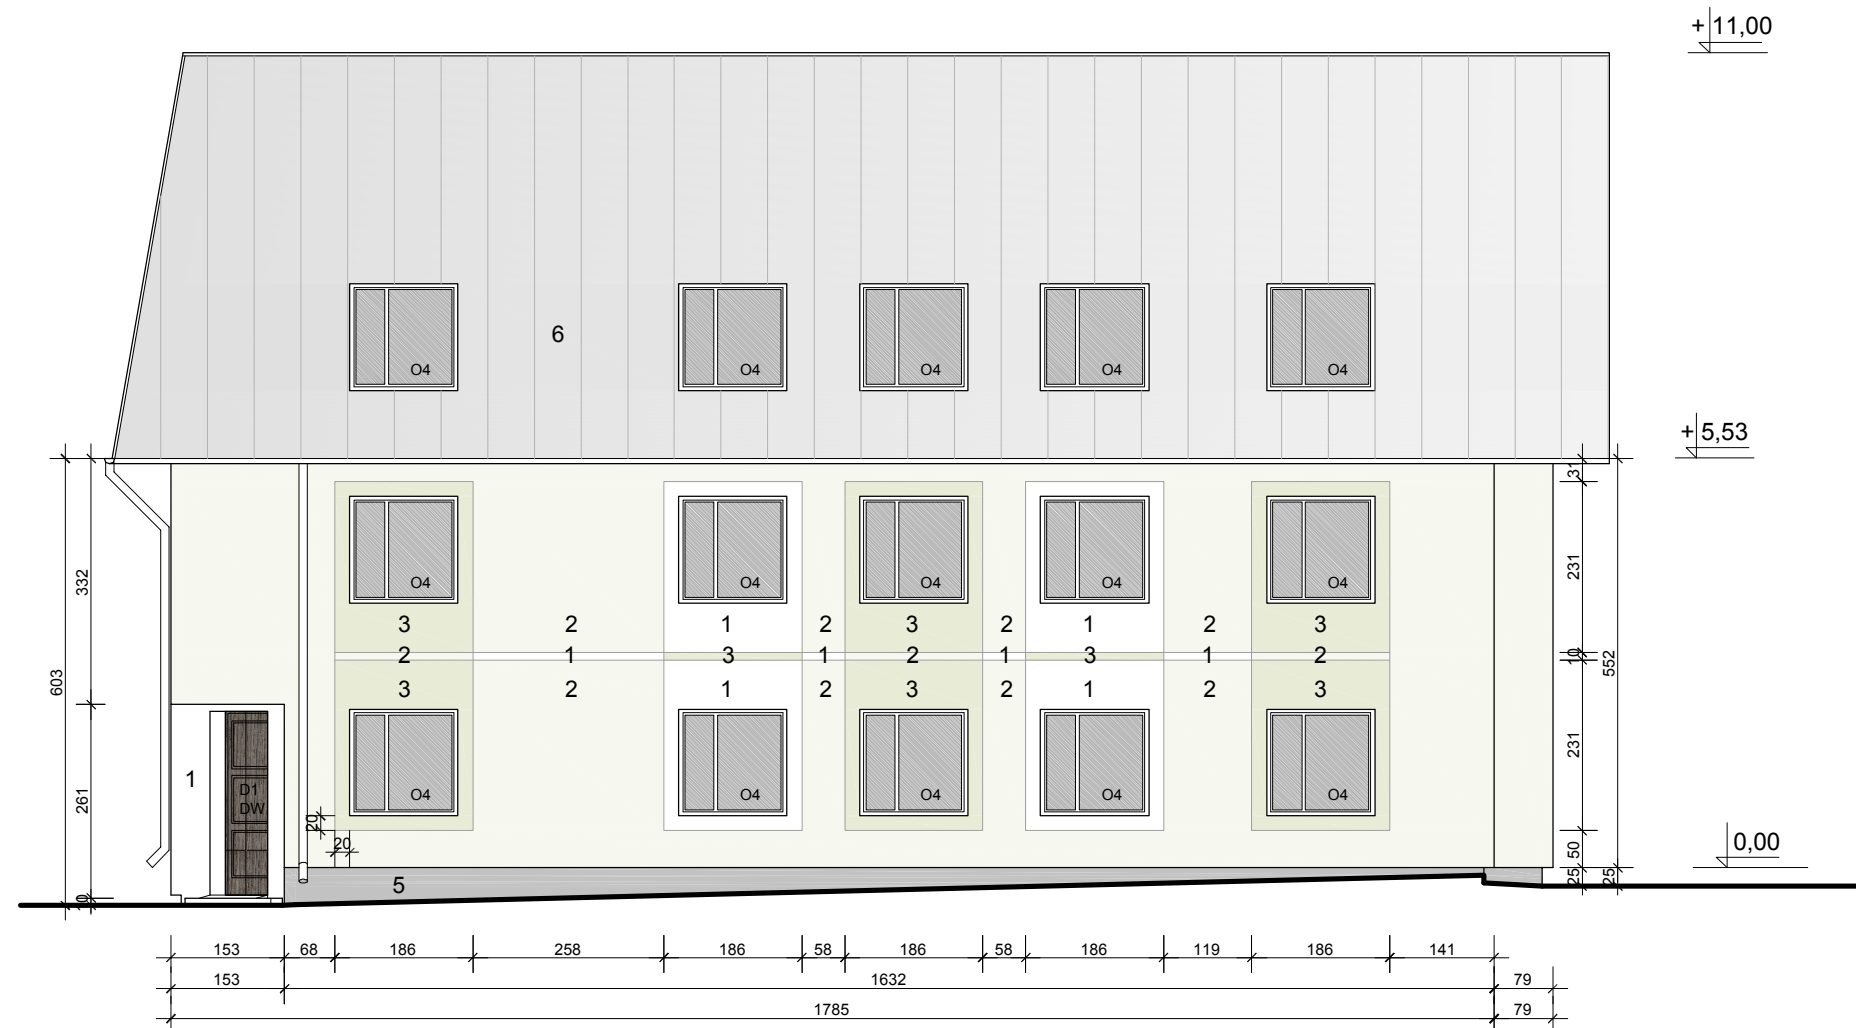 + 11,00
O4 O4 O4 O4 O4
6
+ 5,53
O4 O4 O4 O4 O4
3 2 1 2 3 2 1 2 3
2 1 3 1 2 1 3 1 2
3 2 1 2 3 2 1 2 3
O4 O4 O4 O4 O4
1
D1
DW
5
0,00
603
332
261
10
20
20
31
231
10
231
50
25
552
25
153 68 186 258 186 58 186 58 186 119 186 141
153 1632 79
1785 79